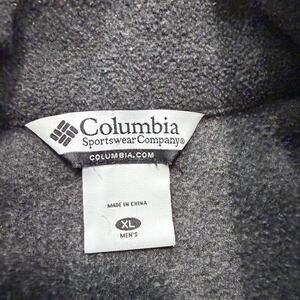 Columbia
Sportswear Company®
COLUMBIA.COM
MADE IN CHINA
XL
MEN'S